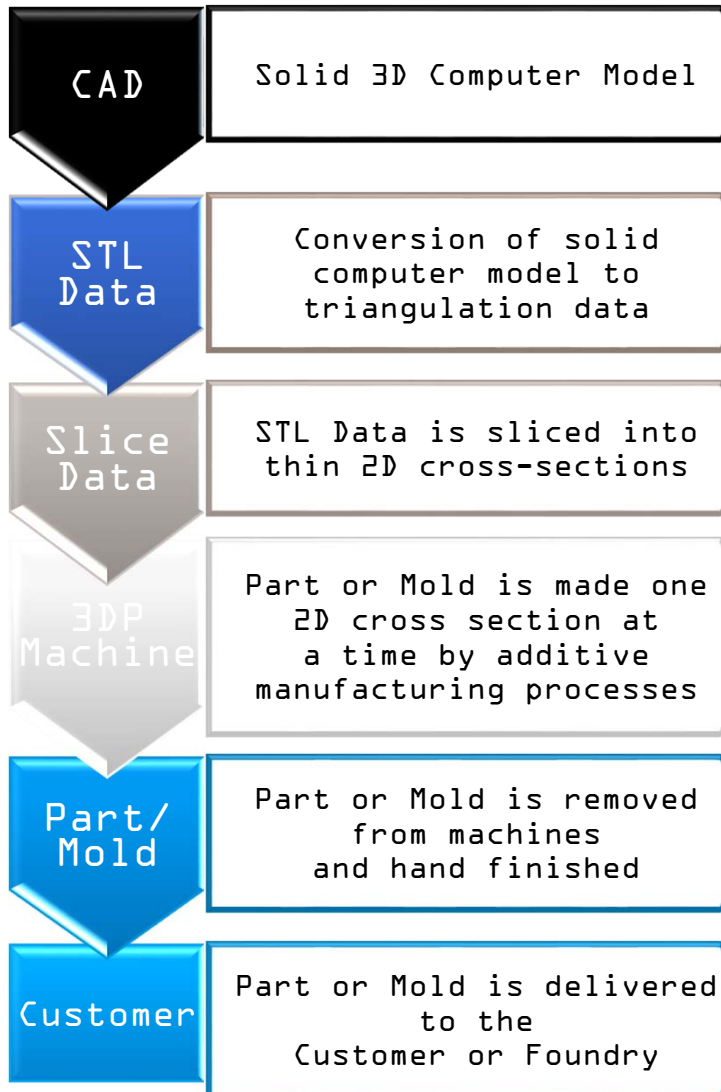 CAD
Solid 3D Computer Model
STL
Data
Conversion of solid
computer model to
triangulation data
Slice
Data
STL Data is sliced into
thin 2D cross-sections
3DP
Machine
Part or Mold is made one
2D cross section at
a time by additive
manufacturing processes
Part/
Mold
Part or Mold is removed
from machines
and hand finished
Customer
Part or Mold is delivered
to the
Customer or Foundry